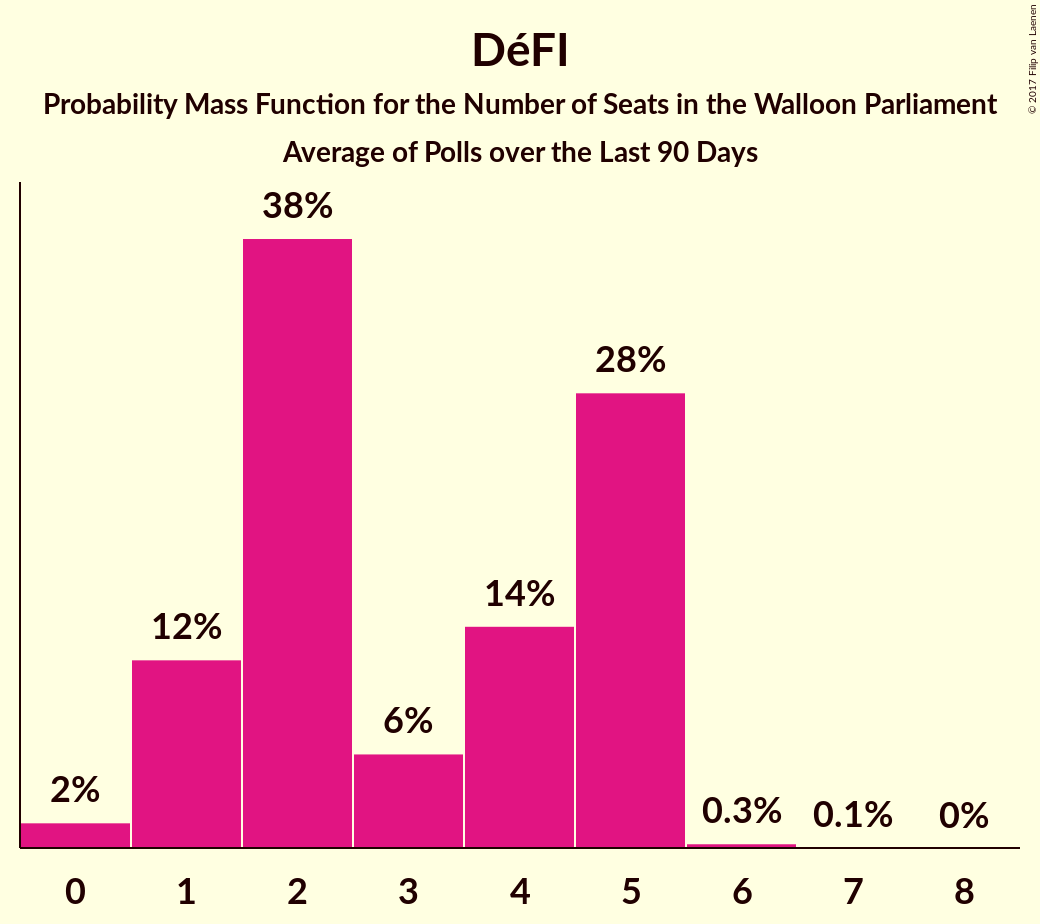 DéFI
Probability Mass Function for the Number of Seats in the Walloon Parliament
Average of Polls over the Last 90 Days
© 2017 Filip van Laenen
38%
28%
14%
12%
6%
2%
0.3%
0.1%
0%
0 1 2 3 4 5 6 7 8